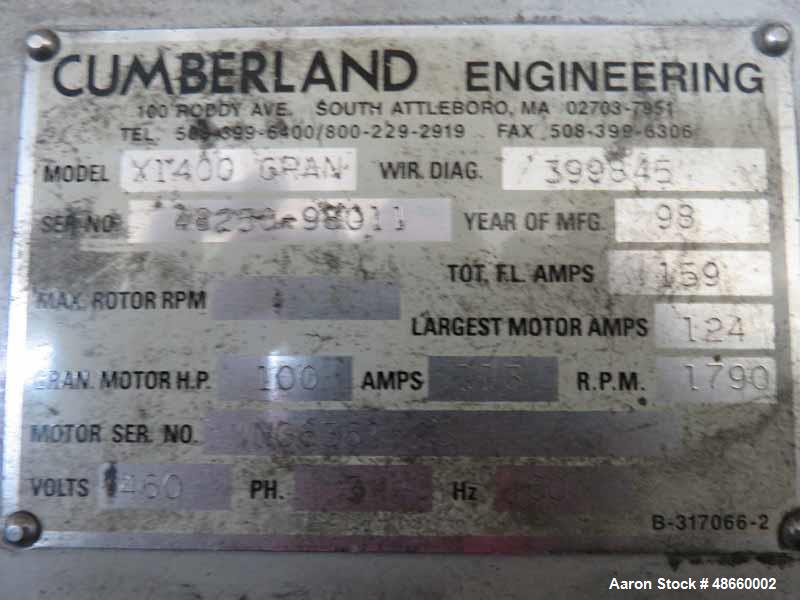 CUMBERLAND ENGINEERING
100 RODDY AVE. SOUTH ATTLEBORO, MA 02703-7951
TEL. 508-399-6400/800-229-2919 FAX 508-399-6306
MODEL XT400 GRAN WIR. DIAG. 399845
SER NO. YEAR OF MFG. 98
TOT. F.L. AMPS 159
MAX. ROTOR RPM
LARGEST MOTOR AMPS 124
GRAN. MOTOR H.P. 100 AMPS R.P.M. 1790
MOTOR SER. NO.
VOLTS 460 PH. 3 Hz
B-317066-2
Aaron Stock # 48660002